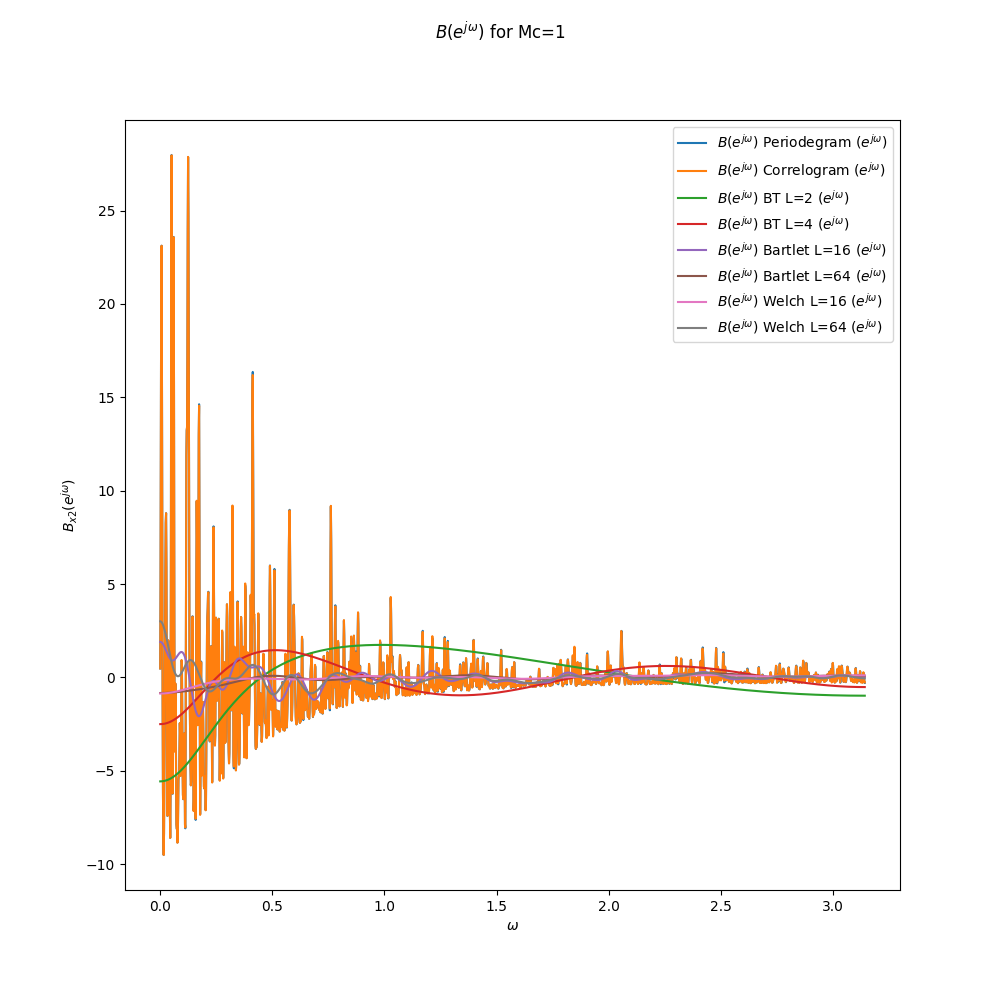 B(e^{jω}) for Mc=1
B(e^{jω}) Periodegram (e^{jω})
B(e^{jω}) Correlogram (e^{jω})
B(e^{jω}) BT L=2 (e^{jω})
B(e^{jω}) BT L=4 (e^{jω})
B(e^{jω}) Bartlet L=16 (e^{jω})
B(e^{jω}) Bartlet L=64 (e^{jω})
B(e^{jω}) Welch L=16 (e^{jω})
B(e^{jω}) Welch L=64 (e^{jω})
25
20
15
10
5
0
−5
−10
B_{x2}(e^{jω})
0.0 0.5 1.0 1.5 2.0 2.5 3.0
ω